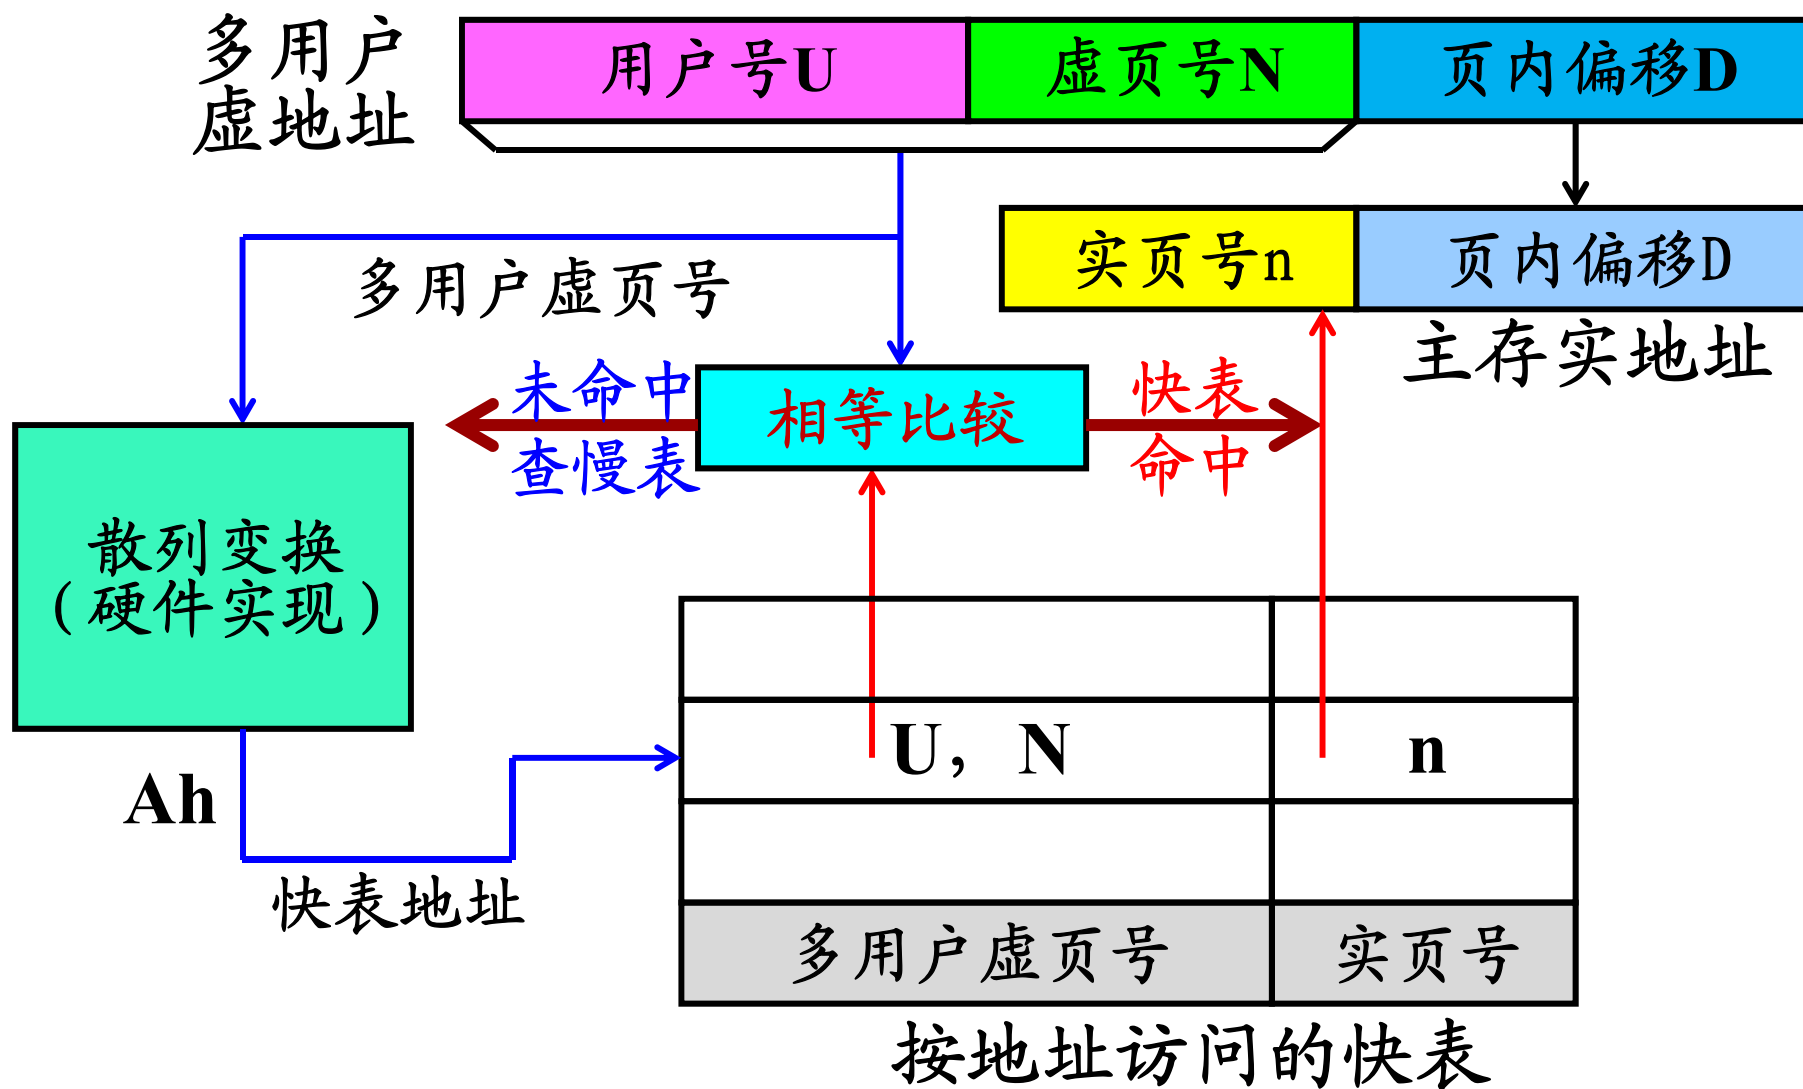 多用户
虚地址
用户号U
虚页号N
页内偏移D
实页号n
页内偏移D
主存实地址
多用户虚页号
未命中
查慢表
相等比较
快表
命中
散列变换
（硬件实现）
U，N
n
Ah
快表地址
多用户虚页号
实页号
按地址访问的快表